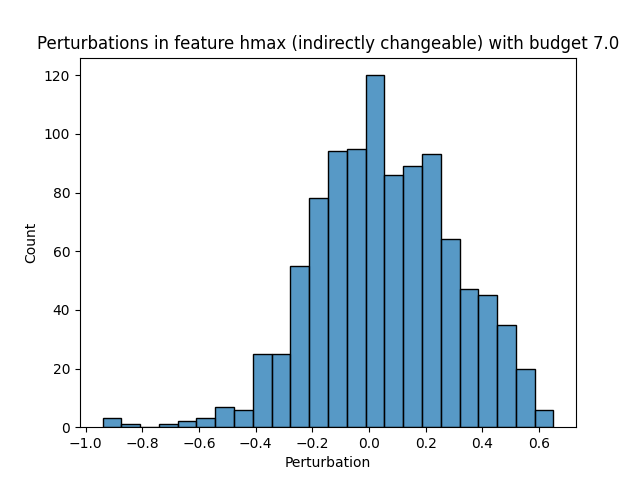 Perturbations in feature hmax (indirectly changeable) with budget 7.0
120
100
80
60
40
20
0
Count
−1.0 −0.8 −0.6 −0.4 −0.2 0.0 0.2 0.4 0.6
Perturbation